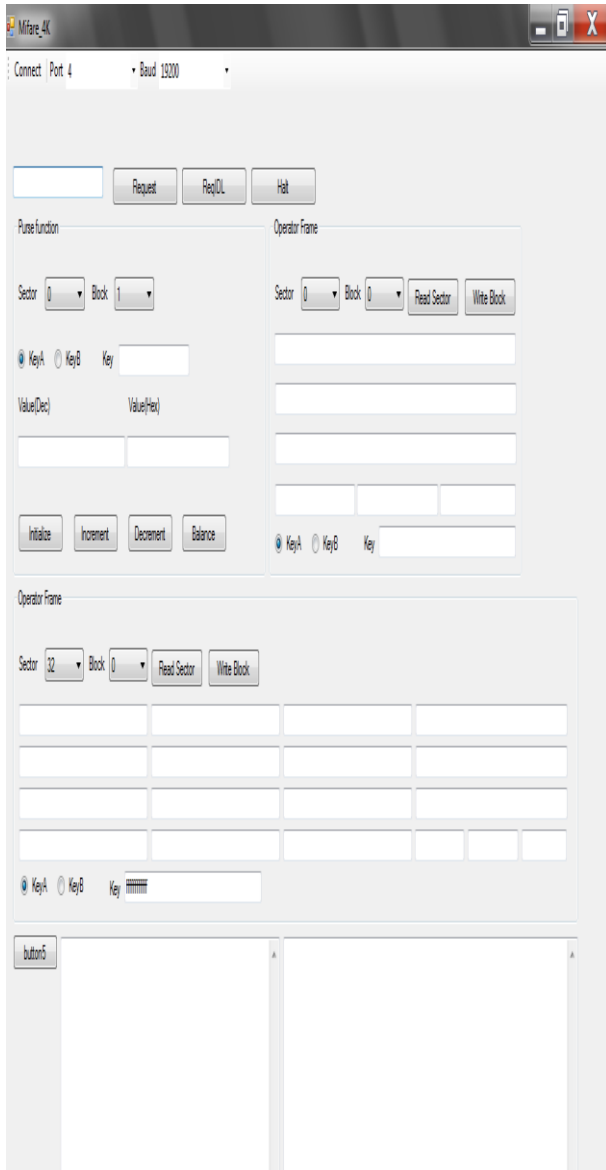 Mifare_4K
Connect Port 4 Baud 19200
Request ReqIDL Halt
Purse function
Sector 0 Block 1
KeyA KeyB Key
Value(Dec) Value(Hex)
Initialize Increment Decrement Balance
Operator Frame
Sector 0 Block 0 Read Sector Write Block
KeyA KeyB Key
Operator Frame
Sector 32 Block 0 Read Sector Write Block
KeyA KeyB Key ffffffffffff
button5